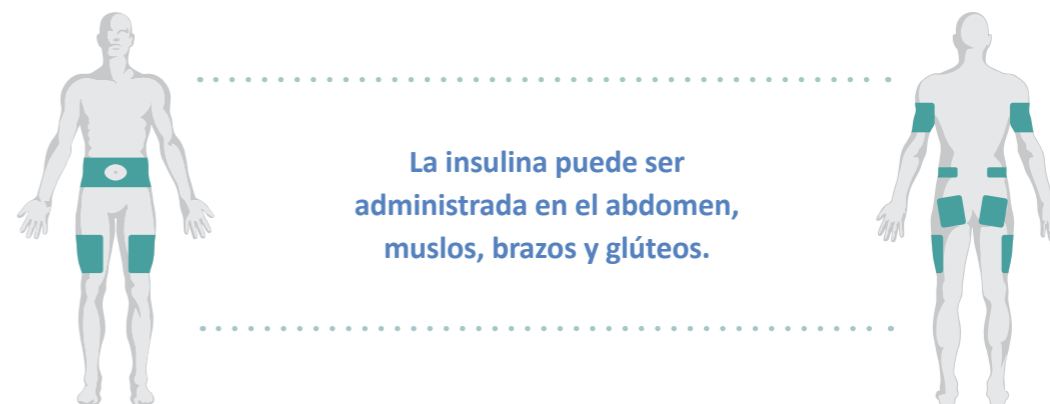 La insulina puede ser
administrada en el abdomen,
muslos, brazos y glúteos.